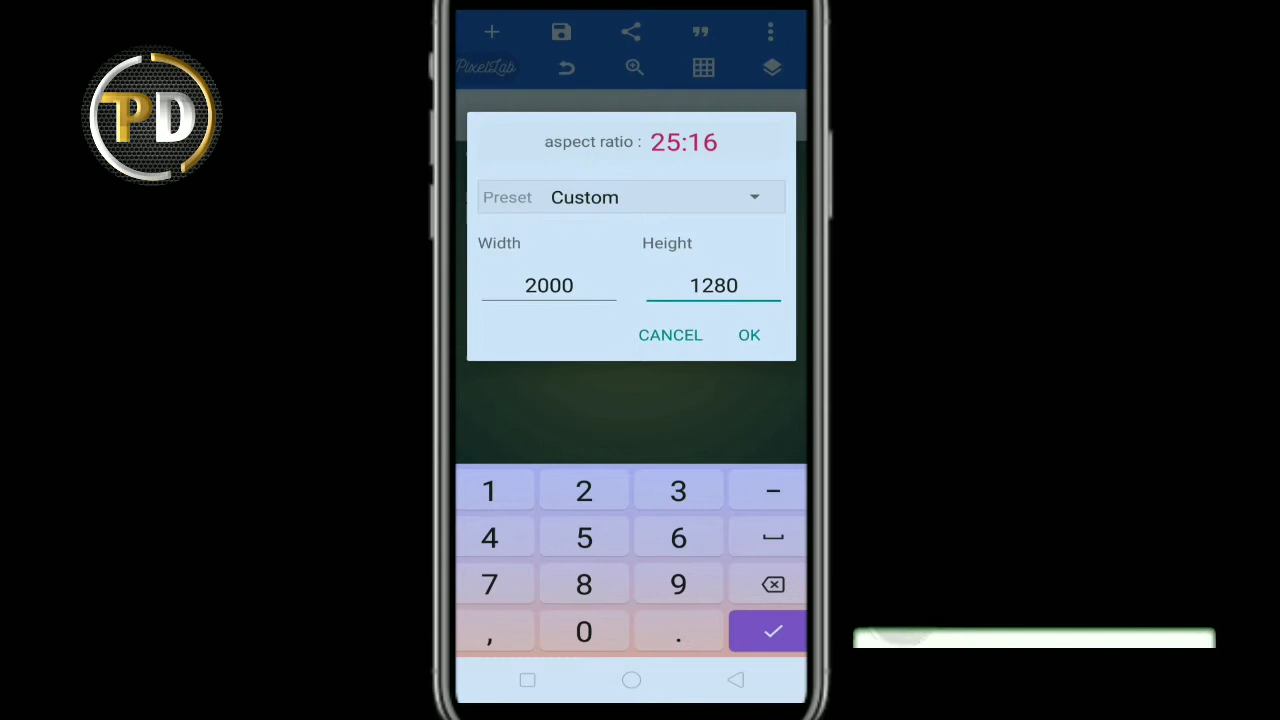 PD
PixelLab
aspect ratio : 25:16
Preset Custom
Width Height
2000 1280
CANCEL OK
1 2 3 –
4 5 6
7 8 9
, 0 .